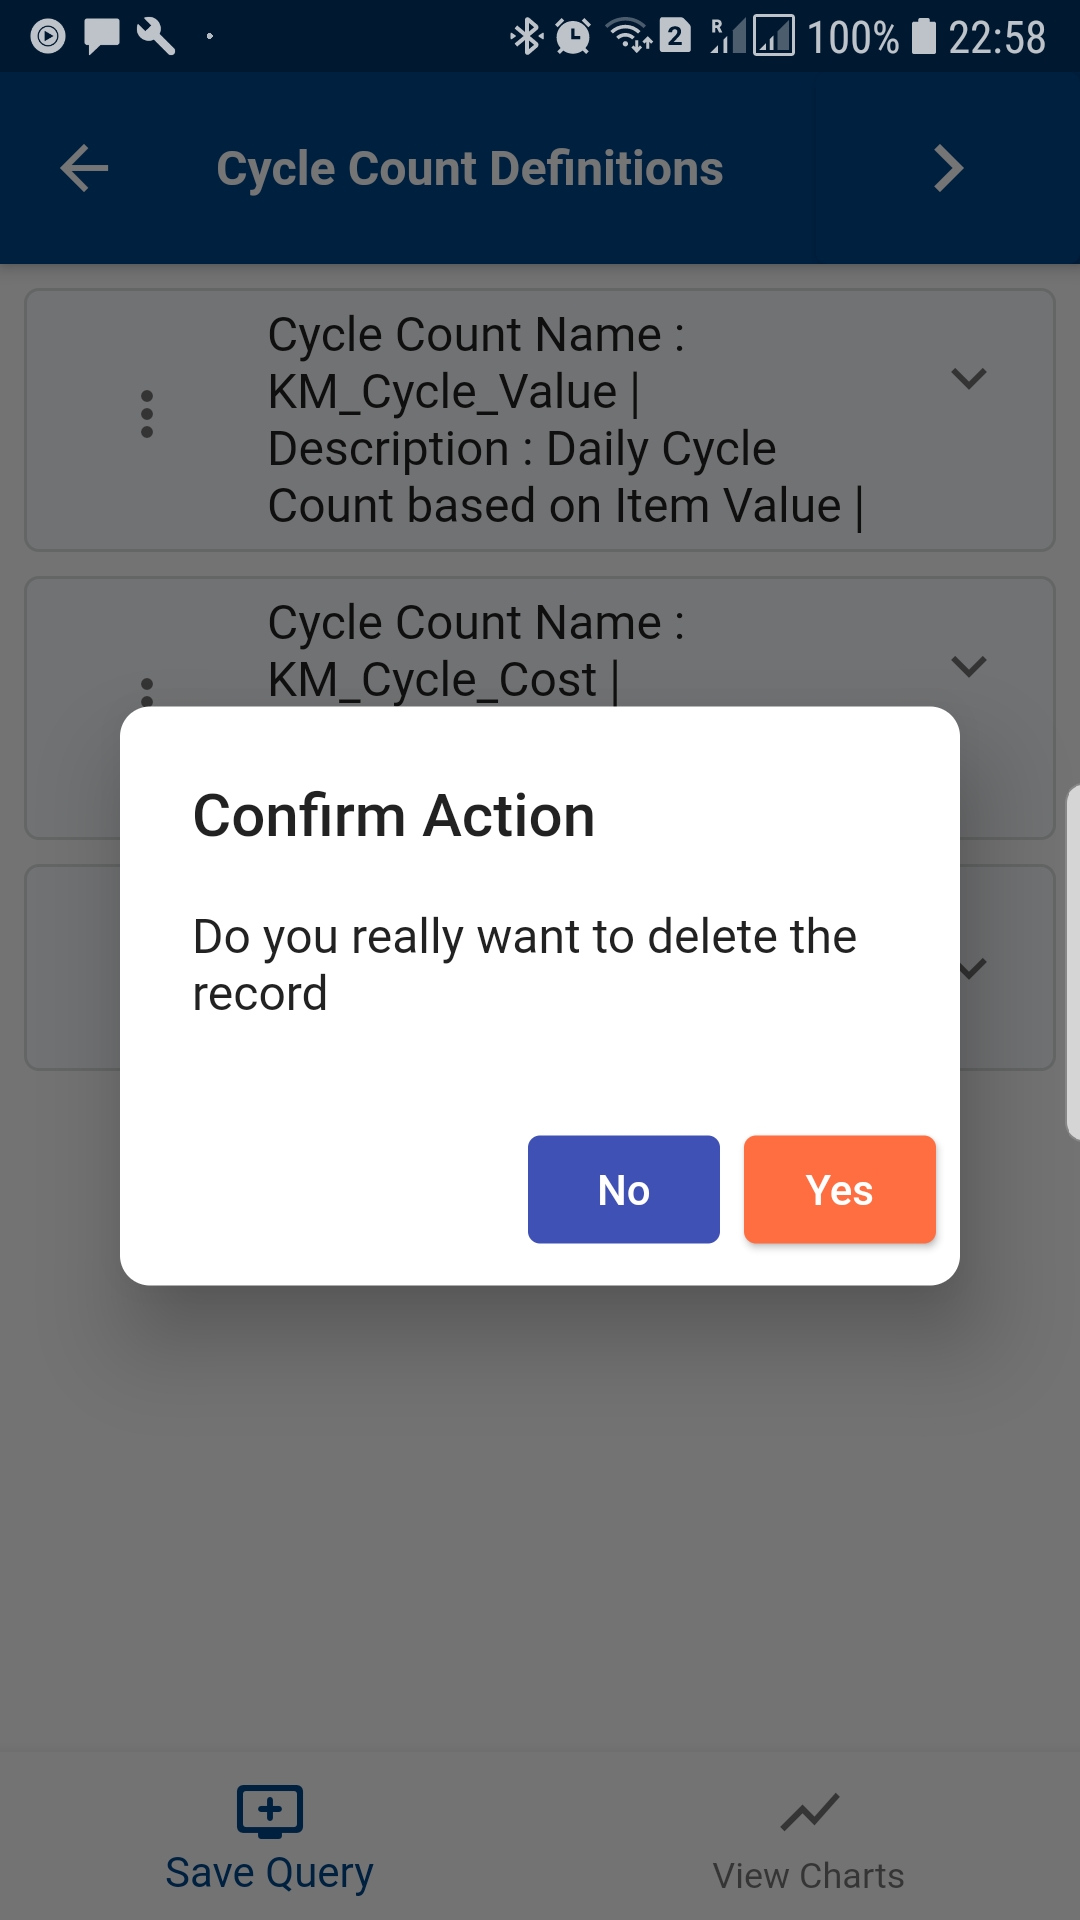 2 R 100% 22:58
Cycle Count Definitions
Cycle Count Name :
KM_Cycle_Value |
Description : Daily Cycle
Count based on Item Value |
Cycle Count Name :
KM_Cycle_Cost |
Confirm Action
Do you really want to delete the
record
No Yes
Save Query View Charts